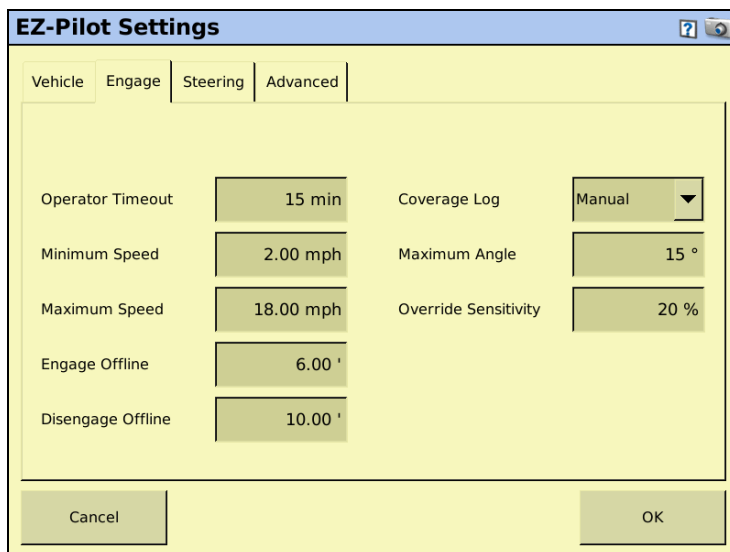 EZ-Pilot Settings ?
Vehicle Engage Steering Advanced
Operator Timeout 15 min Coverage Log Manual
Minimum Speed 2.00 mph Maximum Angle 15 °
Maximum Speed 18.00 mph Override Sensitivity 20 %
Engage Offline 6.00 '
Disengage Offline 10.00 '
Cancel OK